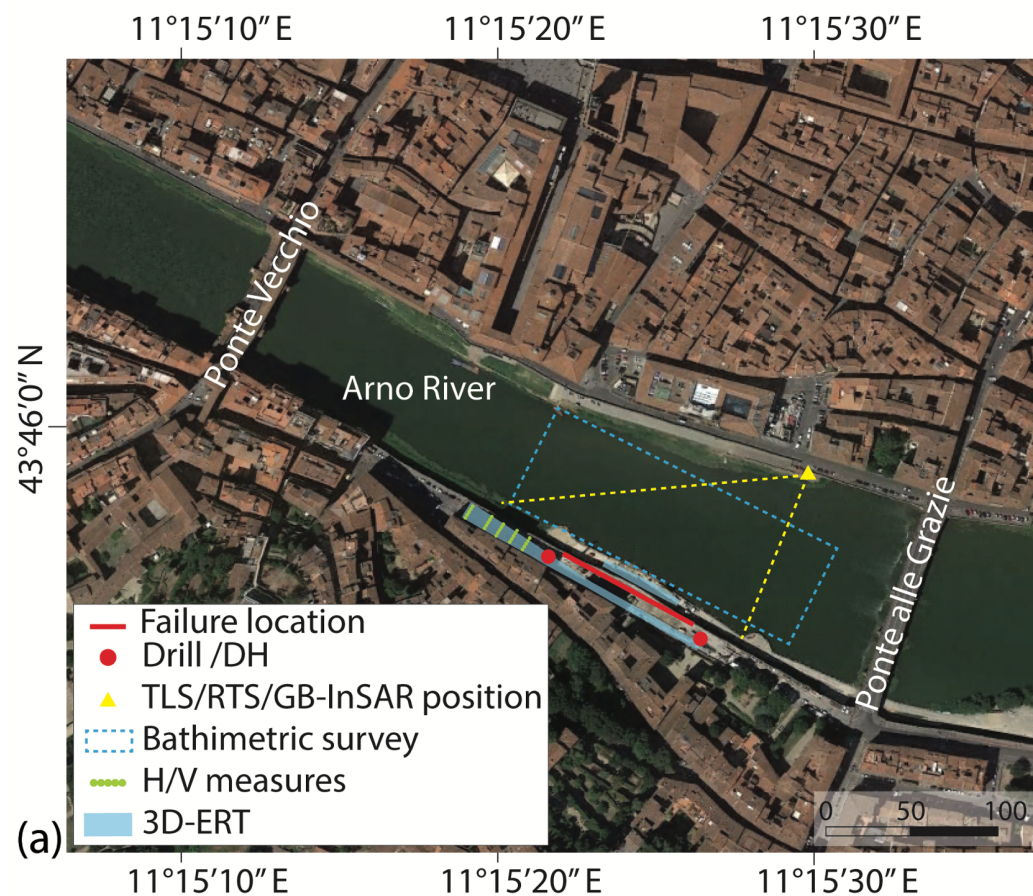 11°15′10″ E 11°15′20″ E 11°15′30″ E
43°46′0″ N
Ponte Vecchio
Arno River
Ponte alle Grazie
Failure location
Drill /DH
TLS/RTS/GB-InSAR position
Bathimetric survey
H/V measures
3D-ERT
0 50 100
(a)
11°15′10″ E 11°15′20″ E 11°15′30″ E